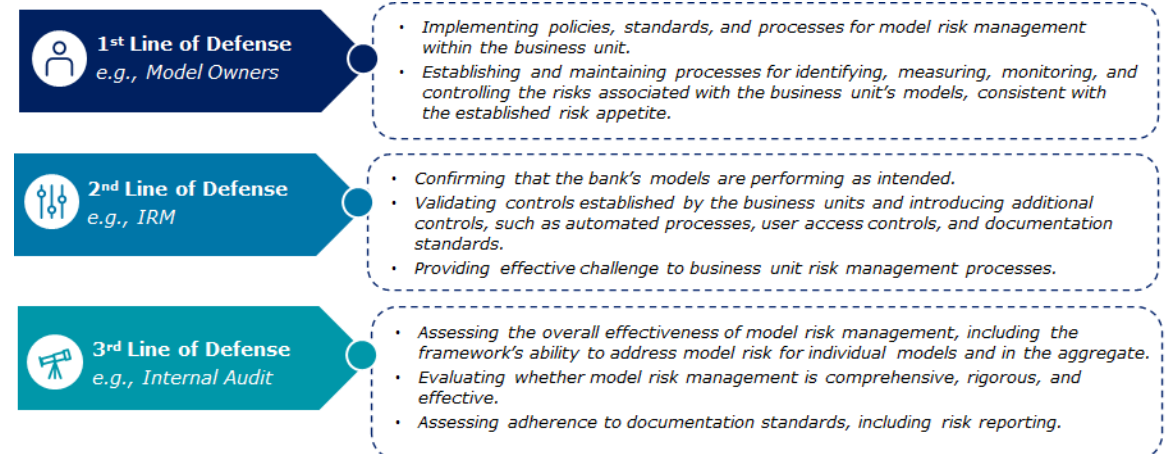 1st Line of Defense
e.g., Model Owners
• Implementing policies, standards, and processes for model risk management
within the business unit.
• Establishing and maintaining processes for identifying, measuring, monitoring, and
controlling the risks associated with the business unit's models, consistent with
the established risk appetite.
2nd Line of Defense
e.g., IRM
• Confirming that the bank's models are performing as intended.
• Validating controls established by the business units and introducing additional
controls, such as automated processes, user access controls, and documentation
standards.
• Providing effective challenge to business unit risk management processes.
3rd Line of Defense
e.g., Internal Audit
• Assessing the overall effectiveness of model risk management, including the
framework's ability to address model risk for individual models and in the aggregate.
• Evaluating whether model risk management is comprehensive, rigorous, and
effective.
• Assessing adherence to documentation standards, including risk reporting.